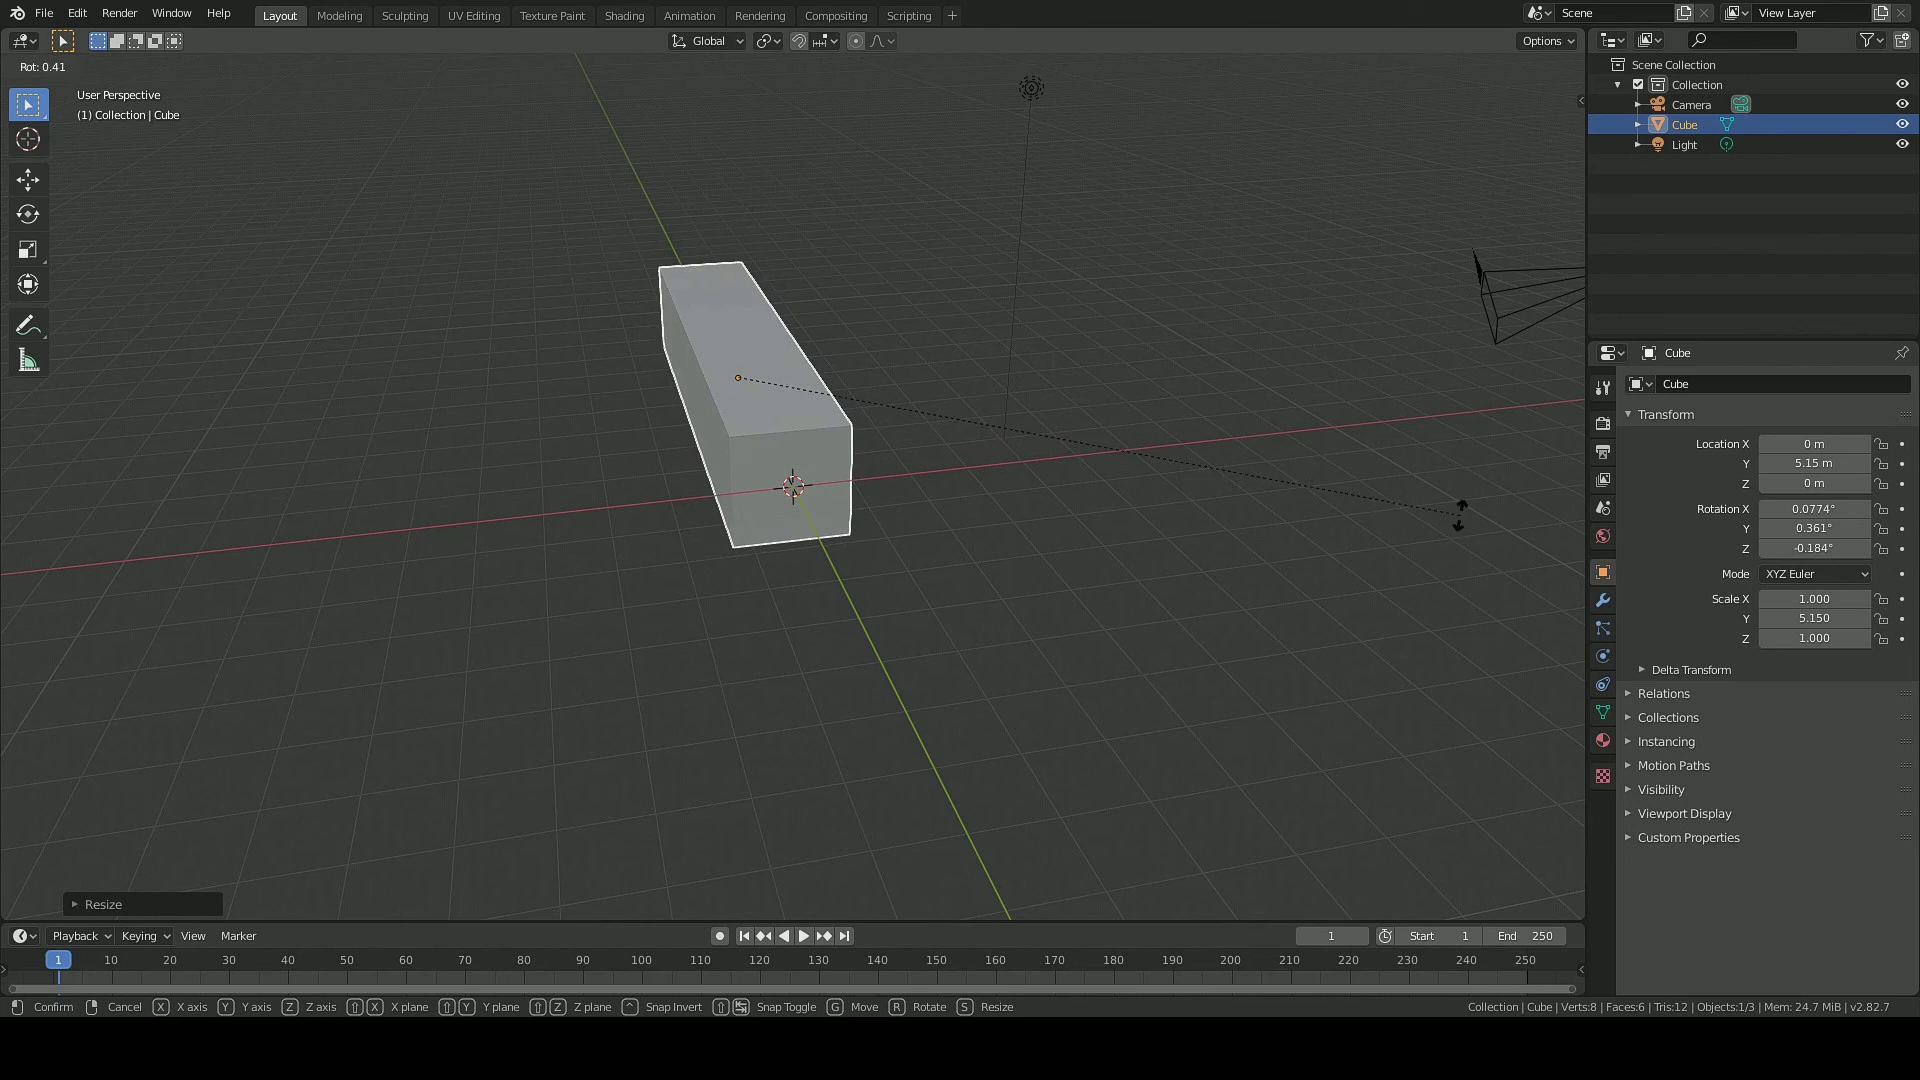 File Edit Render Window Help Layout Modeling Sculpting UV Editing Texture Paint Shading Animation Rendering Compositing Scripting + Scene View Layer
Global Options
Rot: 0.41
User Perspective
(1) Collection | Cube
Scene Collection
Collection
Camera
Cube
Light
Cube
Cube
Transform
Location X 0 m
Y 5.15 m
Z 0 m
Rotation X 0.0774°
Y 0.361°
Z -0.184°
Mode XYZ Euler
Scale X 1.000
Y 5.150
Z 1.000
Delta Transform
Relations
Collections
Instancing
Motion Paths
Visibility
Viewport Display
Custom Properties
Resize
Playback Keying View Marker 1 Start 1 End 250
1 10 20 30 40 50 60 70 80 90 100 110 120 130 140 150 160 170 180 190 200 210 220 230 240 250
Confirm Cancel X X axis Y Y axis Z Z axis X X plane Y Y plane Z Z plane Snap Invert Snap Toggle G Move R Rotate S Resize Collection | Cube | Verts:8 | Faces:6 | Tris:12 | Objects:1/3 | Mem: 24.7 MiB | v2.82.7